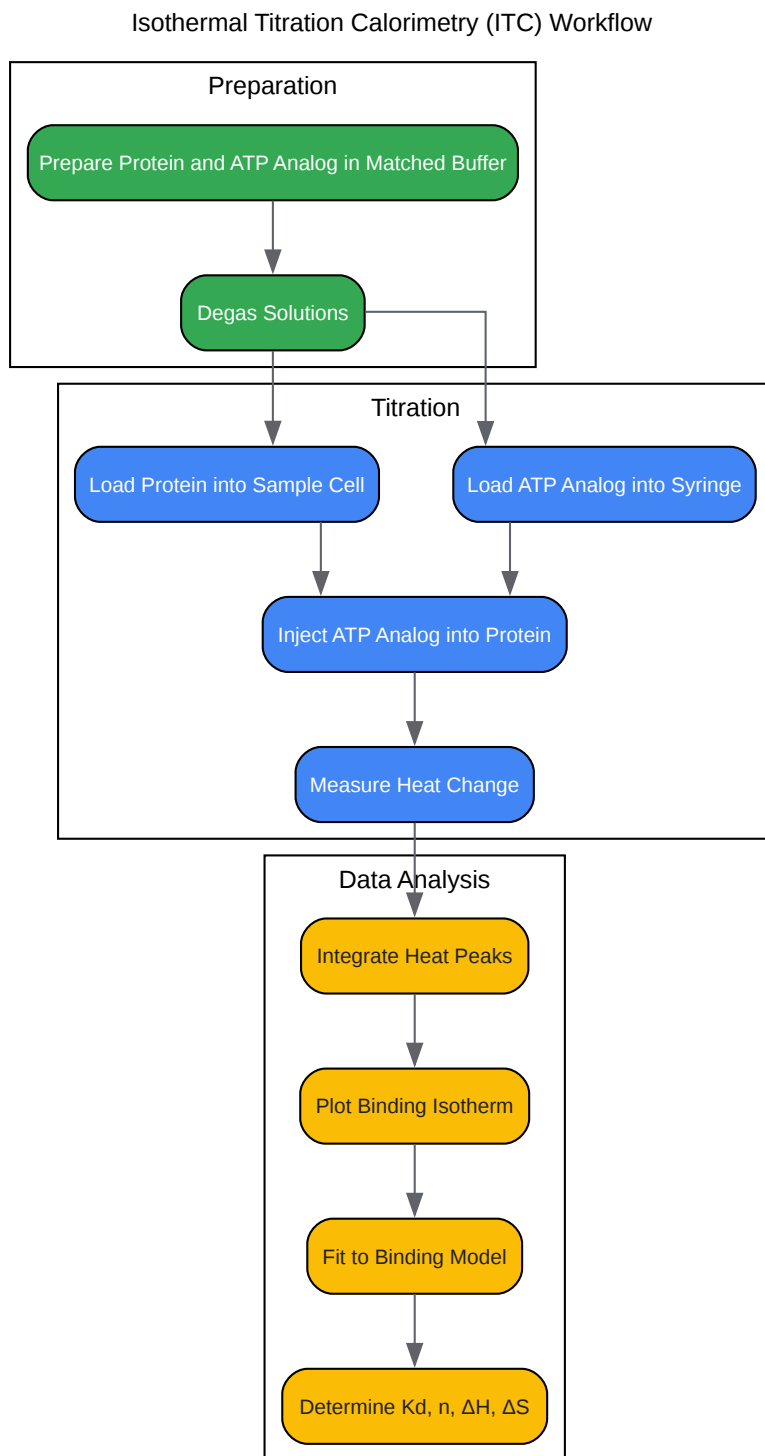 Isothermal Titration Calorimetry (ITC) Workflow
Preparation
Prepare Protein and ATP Analog in Matched Buffer
Degas Solutions
Titration
Load Protein into Sample Cell
Load ATP Analog into Syringe
Inject ATP Analog into Protein
Measure Heat Change
Data Analysis
Integrate Heat Peaks
Plot Binding Isotherm
Fit to Binding Model
Determine Kd, n, ΔH, ΔS